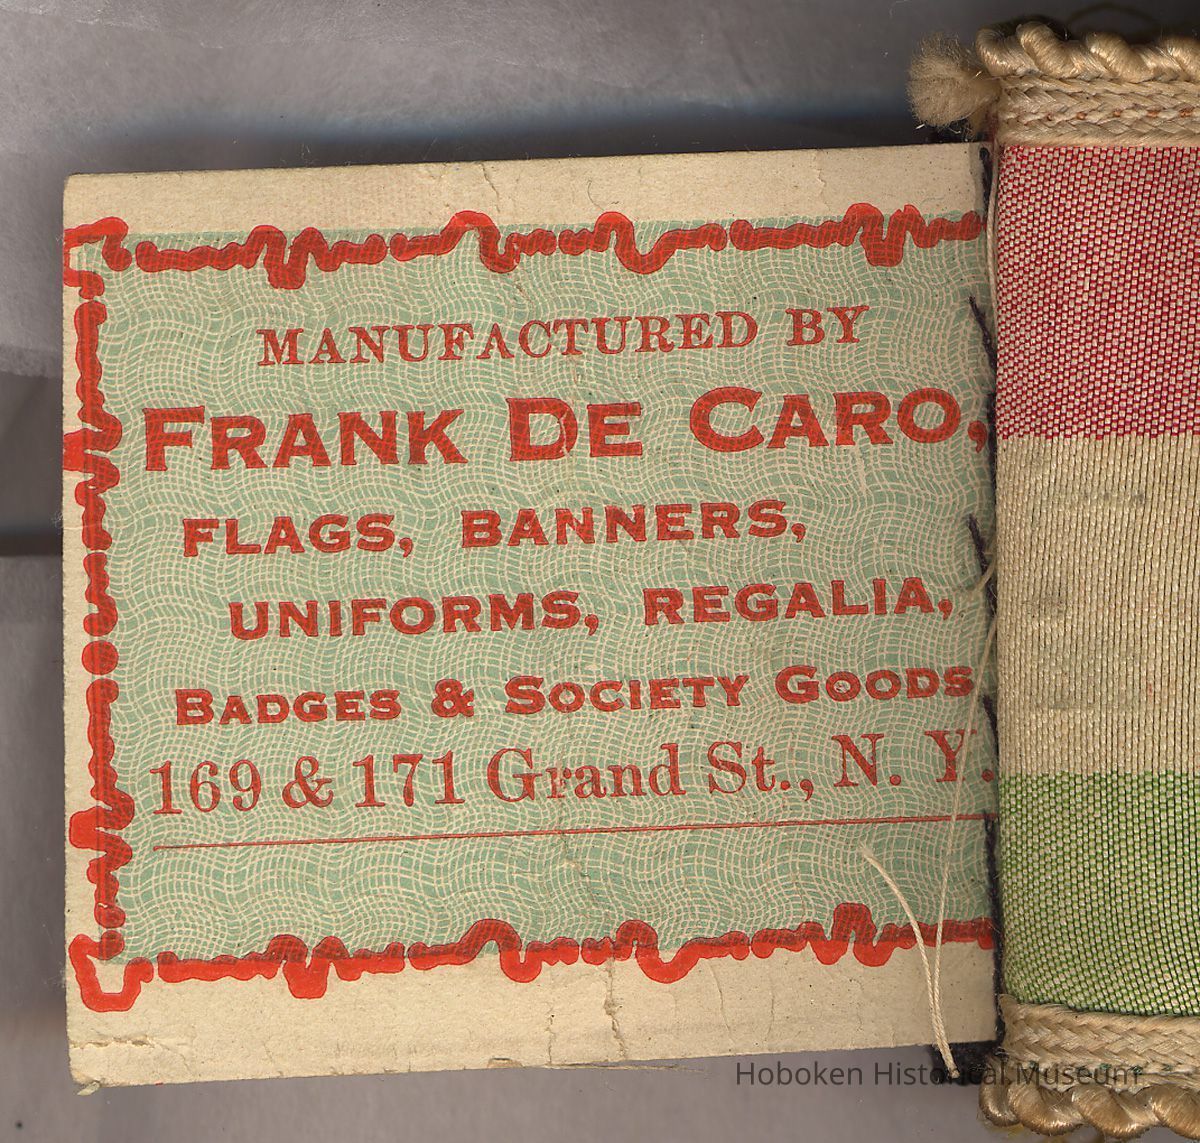 MANUFACTURED BY
FRANK DE CARO,
FLAGS, BANNERS,
UNIFORMS, REGALIA,
BADGES & SOCIETY GOODS
169 & 171 Grand St., N. Y.
Hoboken Historical Museum